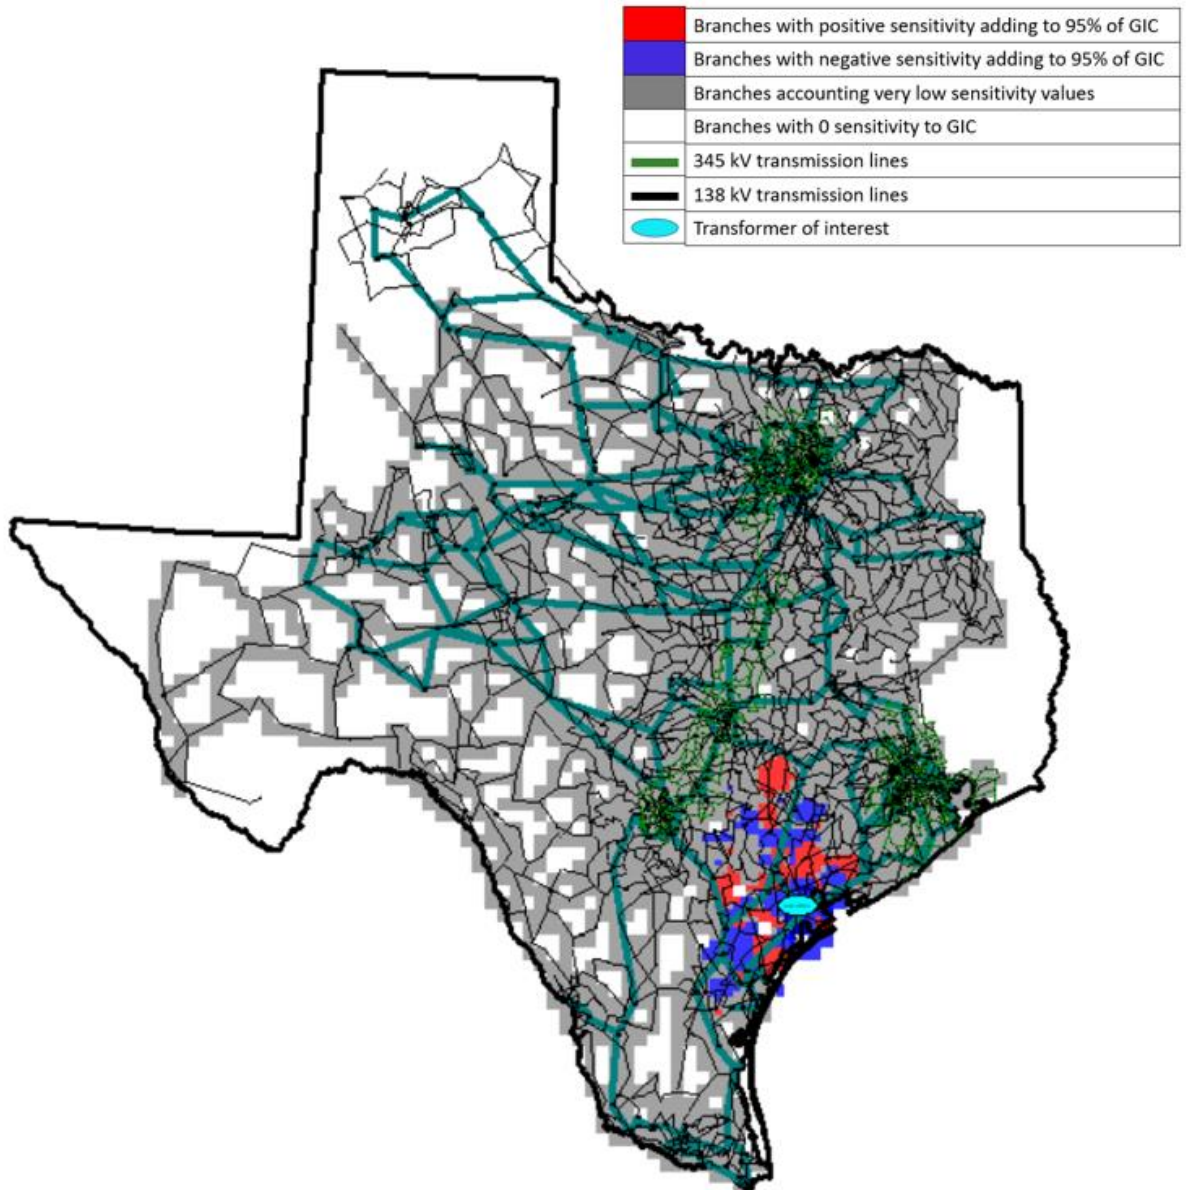 Branches with positive sensitivity adding to 95% of GIC
Branches with negative sensitivity adding to 95% of GIC
Branches accounting very low sensitivity values
Branches with 0 sensitivity to GIC
345 kV transmission lines
138 kV transmission lines
Transformer of interest